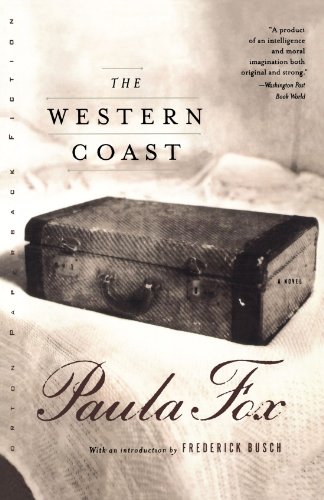 "A product
of an intelligence
and moral
imagination both
original and strong."
—Washington Post
Book World
THE
WESTERN
COAST
A NOVEL
Paula Fox
With an introduction by FREDERICK BUSCH
PAPERBACK FICTION